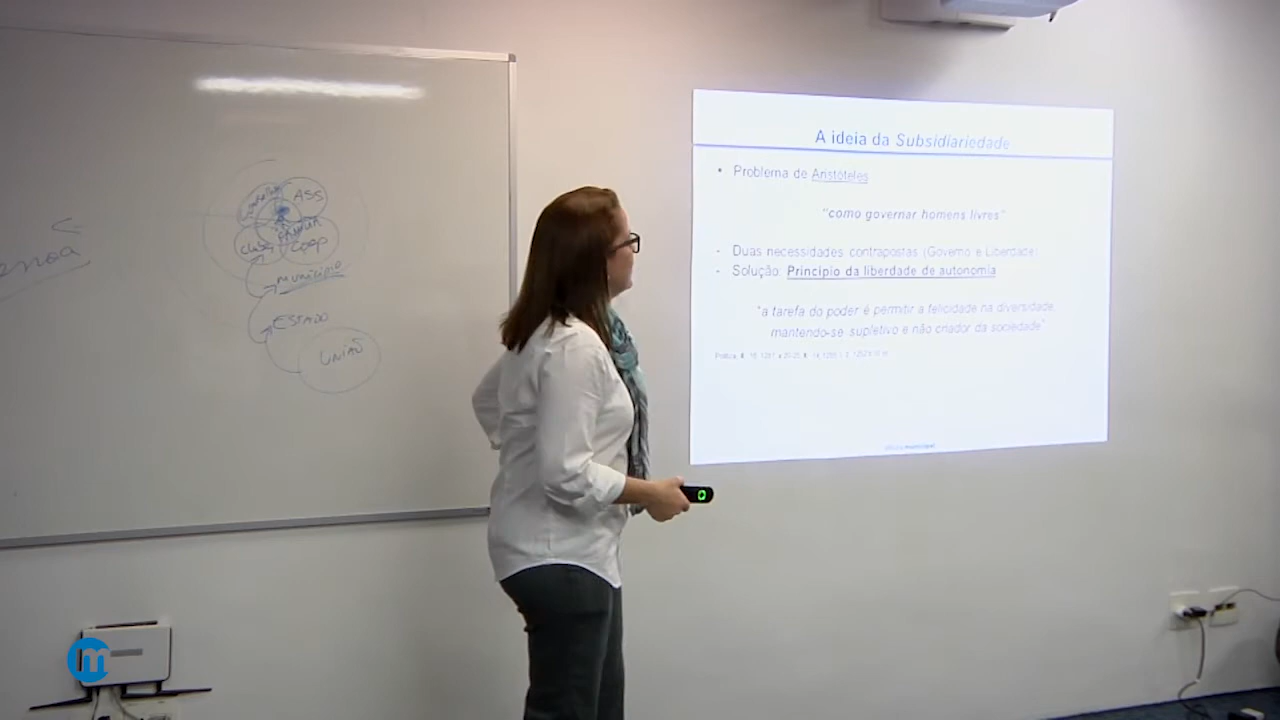 ASS
FAMÍLIA
clube
Coop
município
ESTADO
UNIÃO
A ideia da Subsidiariedade
• Problema de Aristóteles
"como governar homens livres"
- Duas necessidades contrapostas (Governo e Liberdade)
- Solução: Princípio da liberdade de autonomia
"a tarefa do poder é permitir a felicidade na diversidade,
mantendo-se supletivo e não criador da sociedade"
m